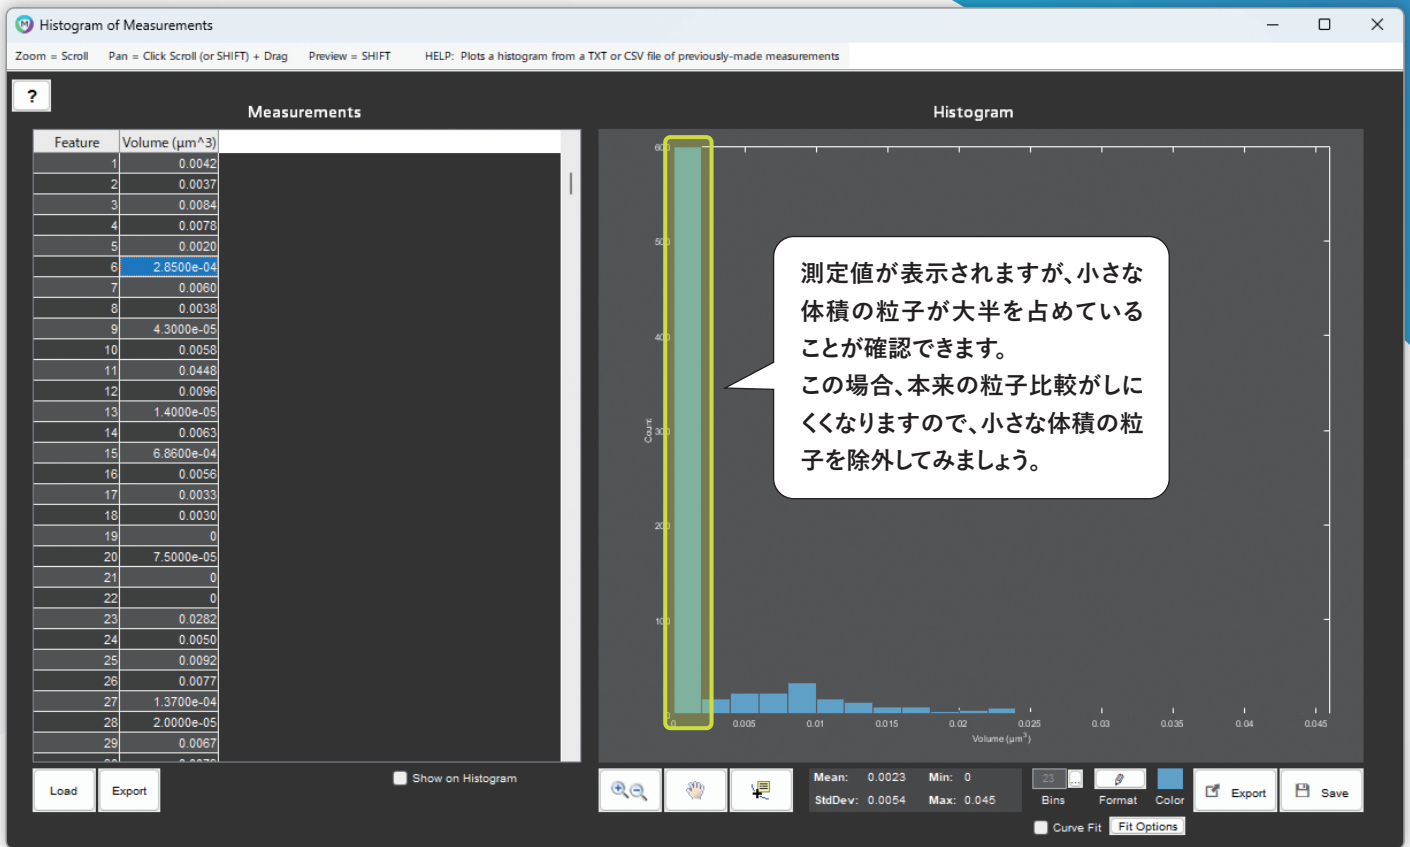 Histogram of Measurements
Zoom = Scroll Pan = Click Scroll (or SHIFT) + Drag Preview = SHIFT HELP: Plots a histogram from a TXT or CSV file of previously-made measurements
?
Measurements
Feature Volume (μm^3)
1 0.0042
2 0.0037
3 0.0084
4 0.0078
5 0.0020
6 2.8500e-04
7 0.0060
8 0.0038
9 4.3000e-05
10 0.0058
11 0.0448
12 0.0096
13 1.4000e-05
14 0.0063
15 6.8600e-04
16 0.0056
17 0.0033
18 0.0030
19 0
20 7.5000e-05
21 0
22 0
23 0.0282
24 0.0050
25 0.0092
26 0.0077
27 1.3700e-04
28 2.0000e-05
29 0.0067
Load Export
Show on Histogram
Histogram
600
500
400
300
200
100
0
Count
測定値が表示されますが、小さな
体積の粒子が大半を占めている
ことが確認できます。
この場合、本来の粒子比較がしに
くくなりますので、小さな体積の粒
子を除外してみましょう。
0 0.005 0.01 0.015 0.02 0.025 0.03 0.035 0.04 0.045
Volume (μm³)
Mean: 0.0023 Min: 0
StdDev: 0.0054 Max: 0.045
23 ...
Bins Format Color
Export Save
Curve Fit Fit Options